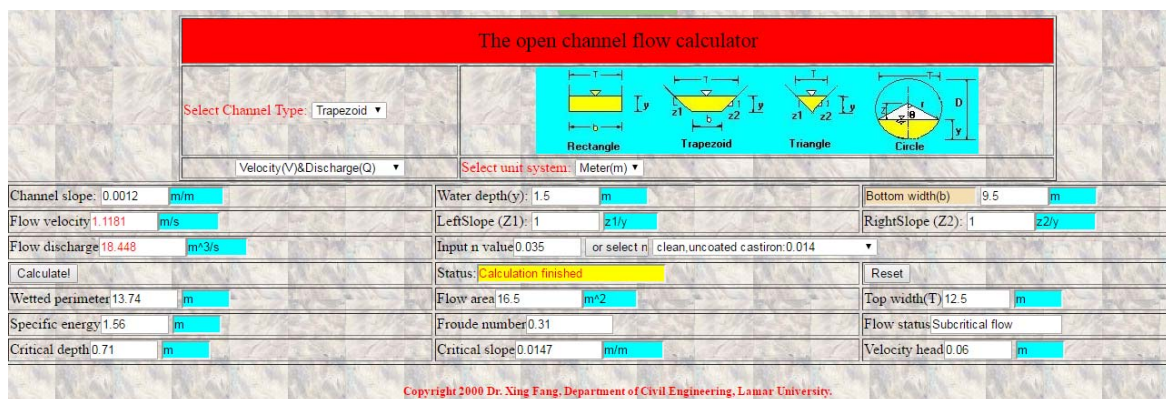 The open channel flow calculator
Select Channel Type: Trapezoid ▼
T y b Rectangle
T z1 1 1 z2 y b Trapezoid
T z1 z2 y Triangle
T z r θ D y Circle
Velocity(V)&Discharge(Q) ▼ Select unit system: Meter(m) ▼
Channel slope: 0.0012 m/m Water depth(y): 1.5 m Bottom width(b) 9.5 m
Flow velocity 1.1181 m/s LeftSlope (Z1): 1 z1/y RightSlope (Z2): 1 z2/y
Flow discharge 18.448 m^3/s Input n value 0.035 or select n clean,uncoated castiron:0.014 ▼
Calculate! Status: Calculation finished Reset
Wetted perimeter 13.74 m Flow area 16.5 m^2 Top width(T) 12.5 m
Specific energy 1.56 m Froude number 0.31 Flow status Subcritical flow
Critical depth 0.71 m Critical slope 0.0147 m/m Velocity head 0.06 m
Copyright 2000 Dr. Xing Fang, Department of Civil Engineering, Lamar University.